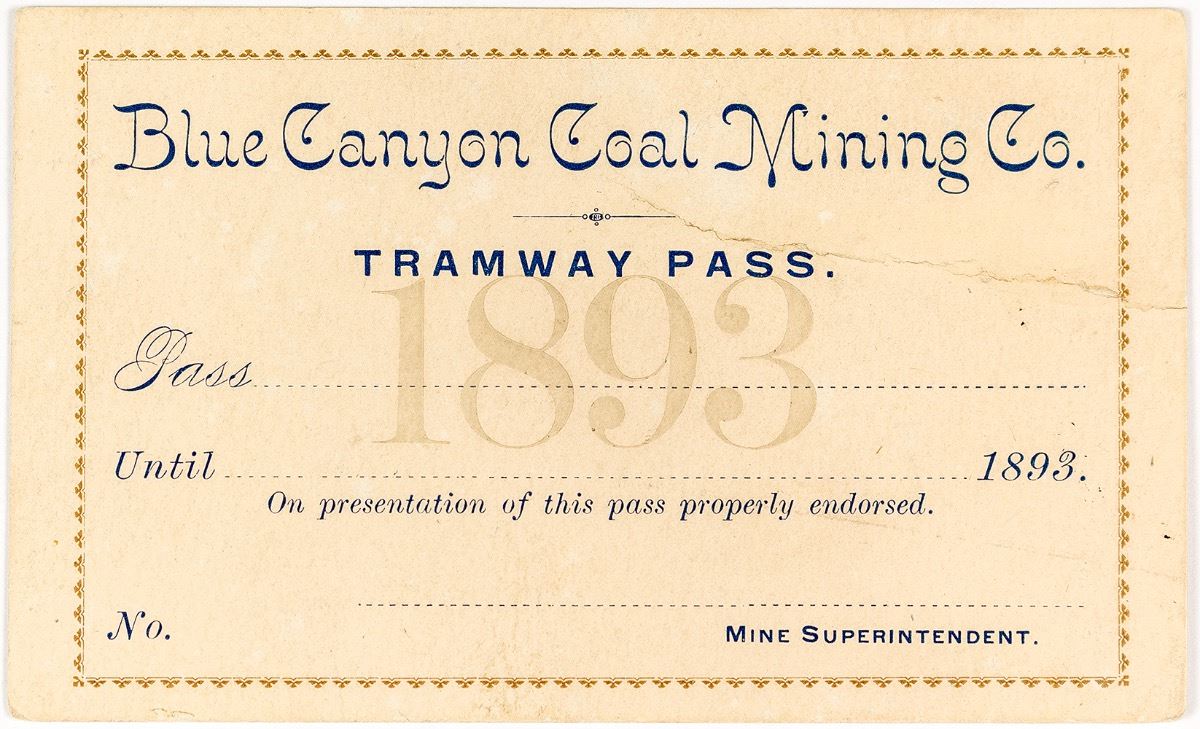 Blue Canyon Coal Mining Co.
TRAMWAY PASS.
1893
Pass
Until 1893.
On presentation of this pass properly endorsed.
No.
MINE SUPERINTENDENT.